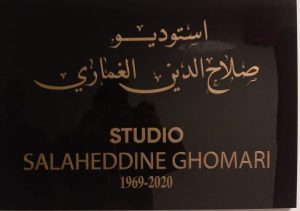 استوديو
صلاح الدين الغماري
STUDIO
SALAHEDDINE GHOMARI
1969-2020